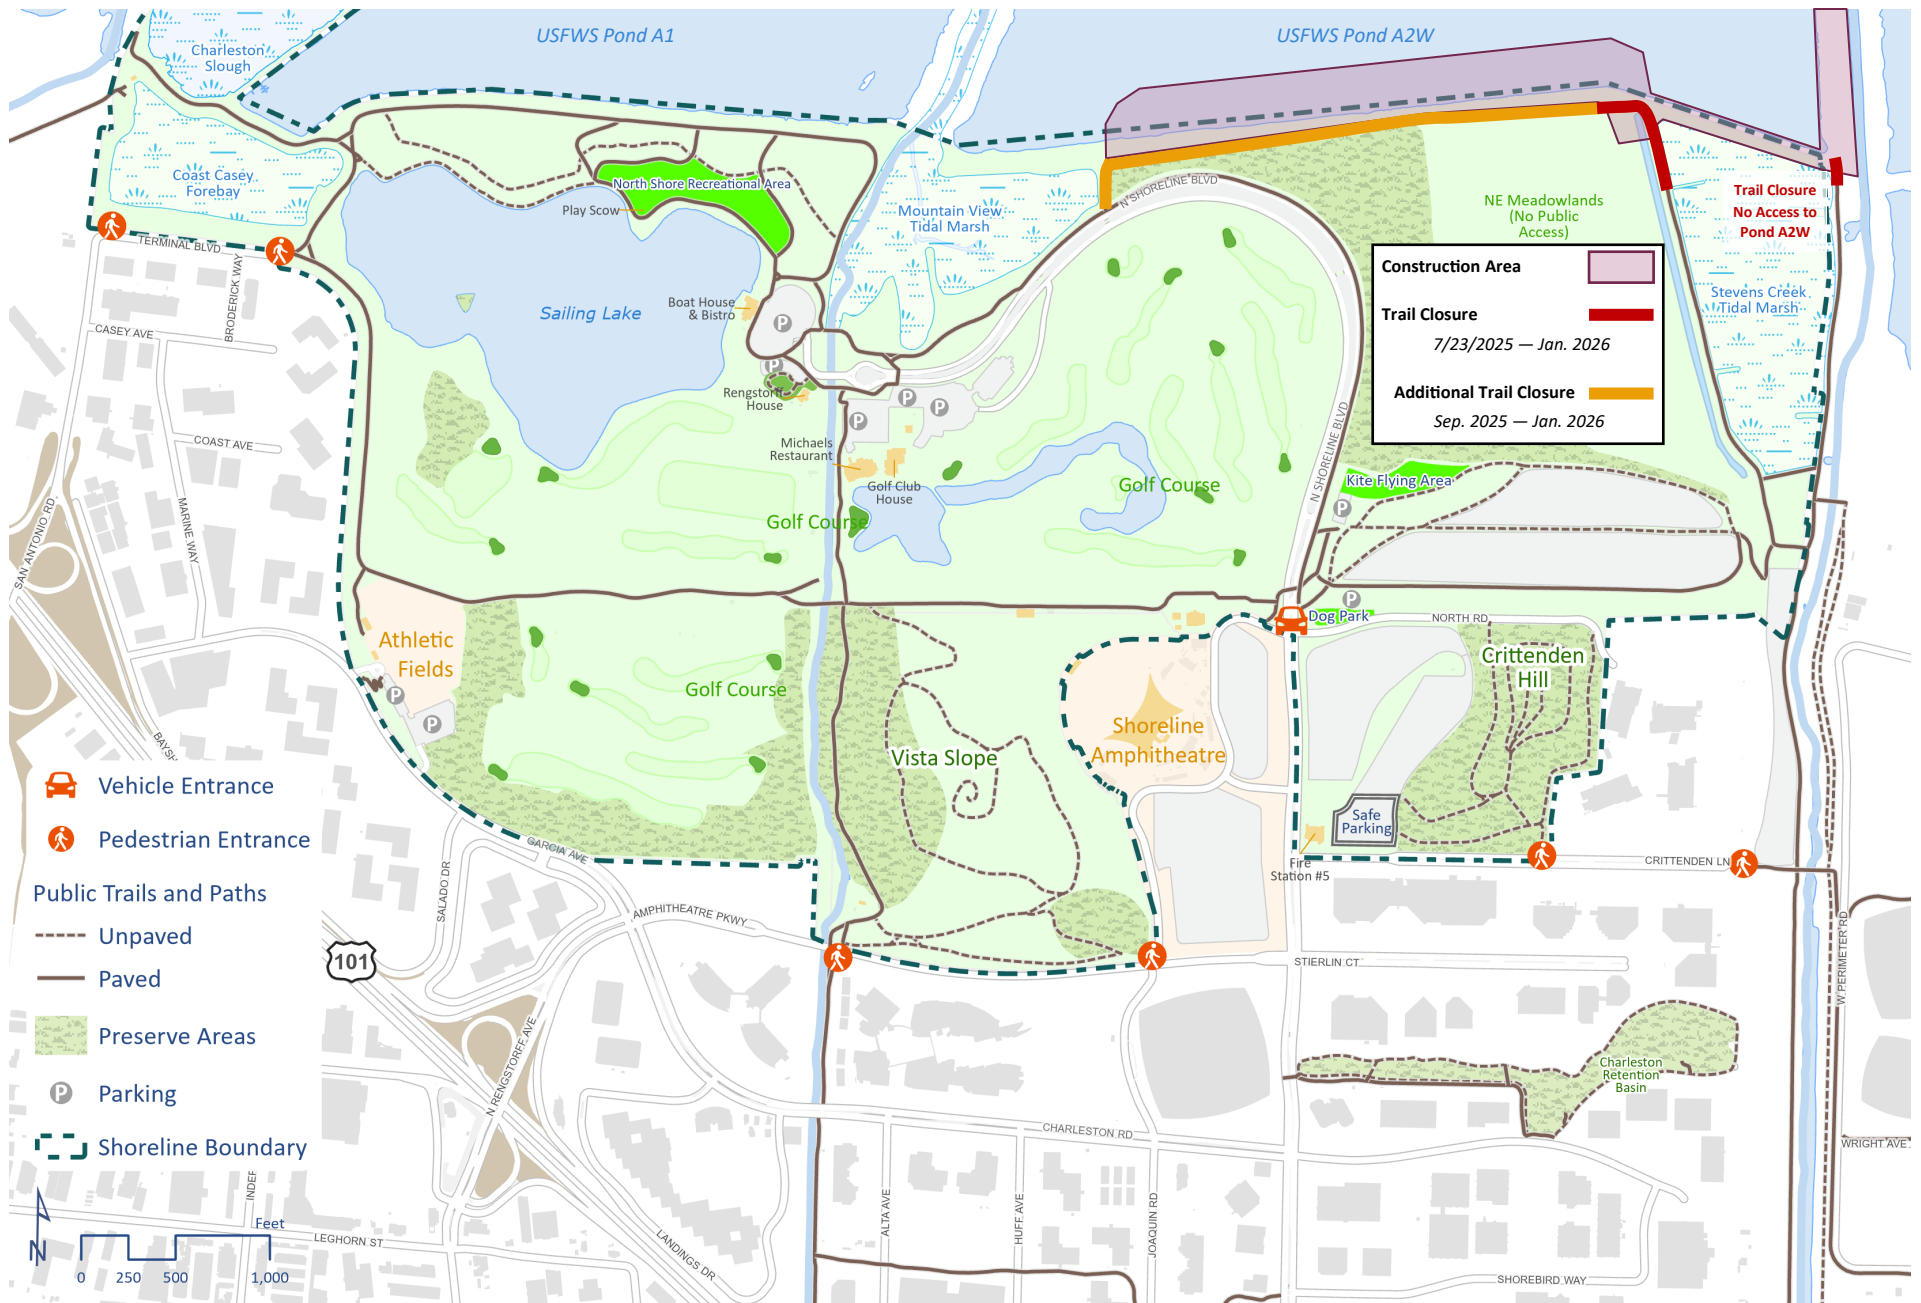 USFWS Pond A1
USFWS Pond A2W
Charleston
Slough
Coast Casey
Forebay
North Shore Recreational Area
Play Scow
Mountain View
Tidal Marsh
N SHORELINE BLVD
NE Meadowlands
(No Public
Access)
Trail Closure
No Access to
Pond A2W
TERMINAL BLVD
BRODERICK WAY
CASEY AVE
COAST AVE
MARINE WAY
SAN ANTONIO RD
Sailing Lake
Boat House
& Bistro
P
P
Rengstorff
House
P
P
P
Michaels
Restaurant
Golf Club
House
Golf Course
Golf Course
N SHORELINE BLVD
Construction Area
Trail Closure
7/23/2025 — Jan. 2026
Additional Trail Closure
Sep. 2025 — Jan. 2026
Stevens Creek
Tidal Marsh
Kite Flying Area
P
P
Dog Park
NORTH RD
Crittenden
Hill
Athletic
Fields
P
P
Golf Course
Vista Slope
Shoreline
Amphitheatre
Safe
Parking
Fire
Station #5
CRITTENDEN LN
BAYSH
GARCIA AVE
SALADO DR
AMPHITHEATRE PKWY
STIERLIN CT
W PERIMETER RD
101
N RENGSTORFF AVE
Charleston
Retention
Basin
CHARLESTON RD
WRIGHT AVE
ALTA AVE
HUFF AVE
JOAQUIN RD
LANDINGS DR
SHOREBIRD WAY
LEGHORN ST
INDEP
Vehicle Entrance
Pedestrian Entrance
Public Trails and Paths
Unpaved
Paved
Preserve Areas
P
Parking
Shoreline Boundary
N
Feet
0 250 500 1,000